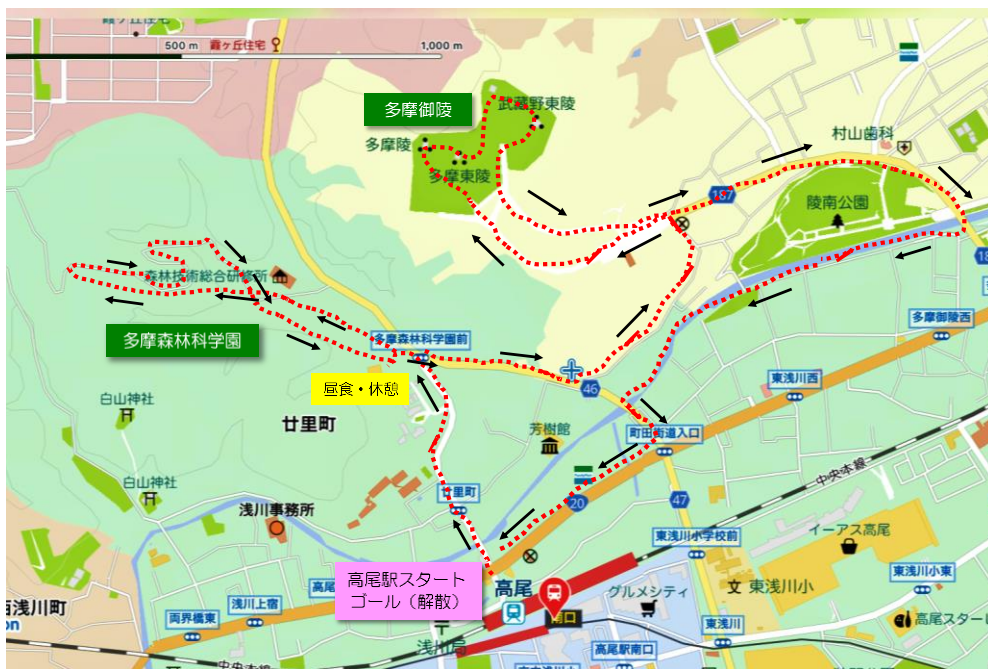 500 m
霞ヶ丘住宅
1,000 m
多摩御陵
武蔵野東陵
多摩陵
多摩東陵
村山歯科
187
陵南公園
森林技術総合研修所
多摩森林科学園
多摩森林科学園前
多摩御陵西
昼食・休憩
46
東浅川西
白山神社
廿里町
芳樹館
町田街道入口
中央本線
白山神社
廿里町
20
47
浅川事務所
東浅川小学校前
イーアス高尾
高尾駅スタート
ゴール（解散）
高尾
グルメシティ
東浅川小
東浅川小東
浅川上宿
両界橋東
南口
高尾スターレ
東浅川
浅川局
高尾駅南口
中央本線